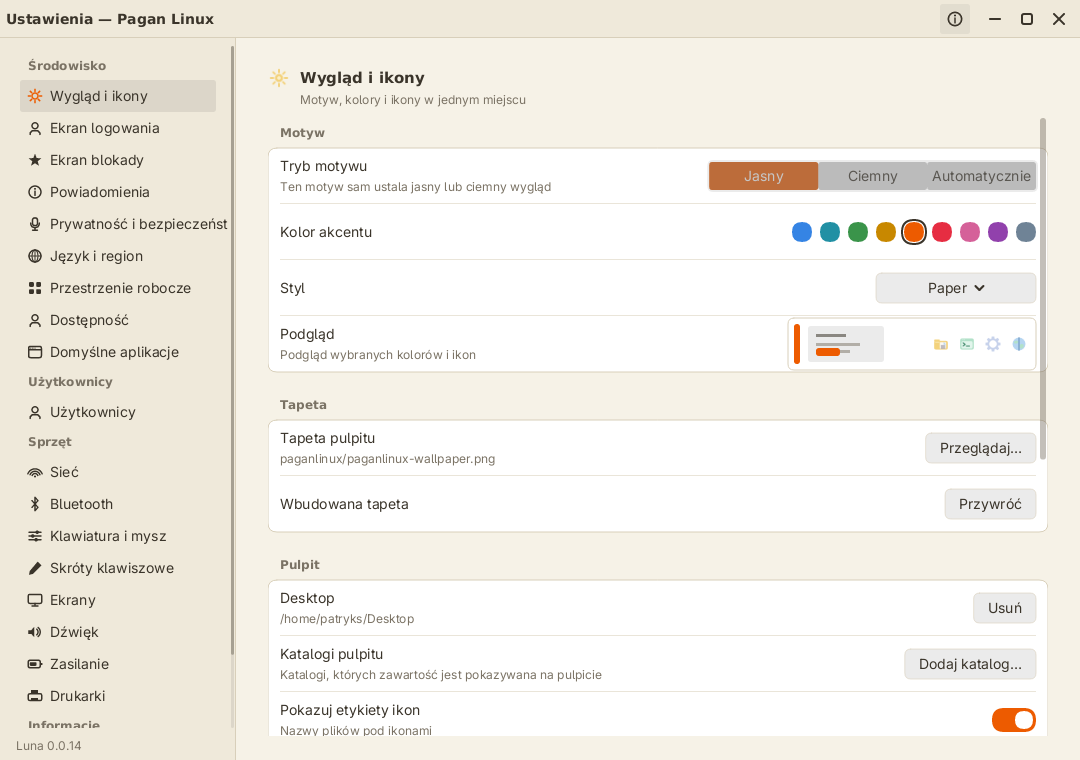 Ustawienia — Pagan Linux
Środowisko
Wygląd i ikony
Ekran logowania
Ekran blokady
Powiadomienia
Prywatność i bezpieczeńst
Język i region
Przestrzenie robocze
Dostępność
Domyślne aplikacje
Użytkownicy
Użytkownicy
Sprzęt
Sieć
Bluetooth
Klawiatura i mysz
Skróty klawiszowe
Ekrany
Dźwięk
Zasilanie
Drukarki
Informacje
Luna 0.0.14
Wygląd i ikony
Motyw, kolory i ikony w jednym miejscu
Motyw
Tryb motywu
Ten motyw sam ustala jasny lub ciemny wygląd
Jasny Ciemny Automatycznie
Kolor akcentu
Styl
Paper
Podgląd
Podgląd wybranych kolorów i ikon
Tapeta
Tapeta pulpitu
paganlinux/paganlinux-wallpaper.png
Przeglądaj...
Wbudowana tapeta
Przywróć
Pulpit
Desktop
/home/patryks/Desktop
Usuń
Katalogi pulpitu
Katalogi, których zawartość jest pokazywana na pulpicie
Dodaj katalog...
Pokazuj etykiety ikon
Nazwy plików pod ikonami